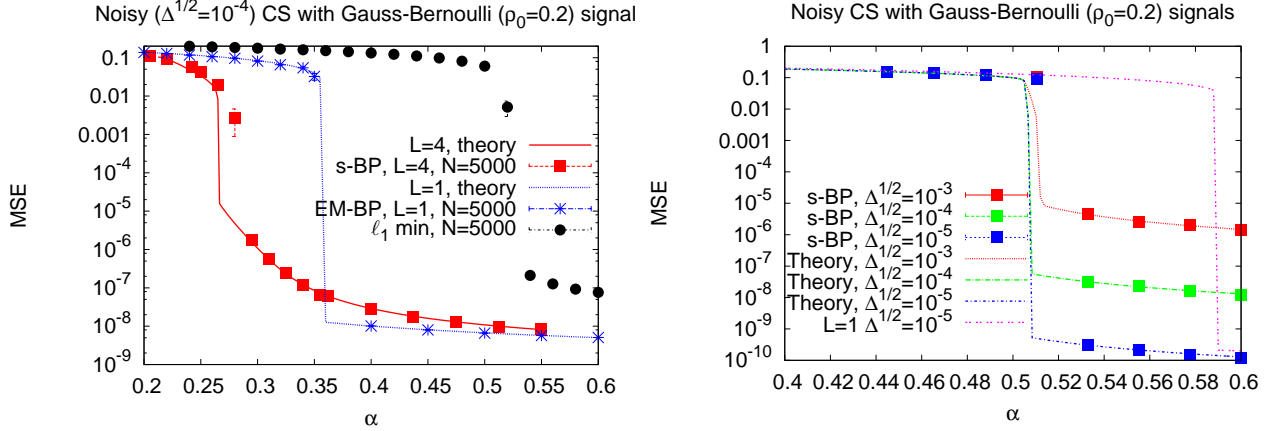 Noisy (Δ^1/2=10^-4) CS with Gauss-Bernoulli (ρ0=0.2) signal
MSE
0.1
0.01
0.001
10^-4
10^-5
10^-6
10^-7
10^-8
10^-9
L=4, theory
s-BP, L=4, N=5000
L=1, theory
EM-BP, L=1, N=5000
ℓ1 min, N=5000
0.2 0.25 0.3 0.35 0.4 0.45 0.5 0.55 0.6
α
Noisy CS with Gauss-Bernoulli (ρ0=0.2) signals
MSE
1
0.1
0.01
0.001
10^-4
10^-5
10^-6
10^-7
10^-8
10^-9
10^-10
s-BP, Δ^1/2=10^-3
s-BP, Δ^1/2=10^-4
s-BP, Δ^1/2=10^-5
Theory, Δ^1/2=10^-3
Theory, Δ^1/2=10^-4
Theory, Δ^1/2=10^-5
L=1 Δ^1/2=10^-5
0.4 0.42 0.44 0.46 0.48 0.5 0.52 0.54 0.56 0.58 0.6
α